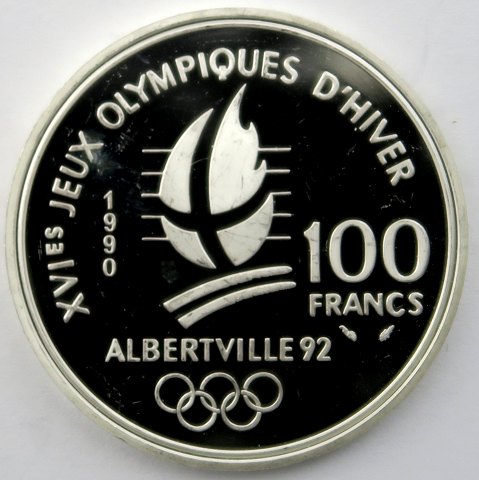 XVIES JEUX OLYMPIQUES D'HIVER
1990
100
FRANCS
ALBERTVILLE 92